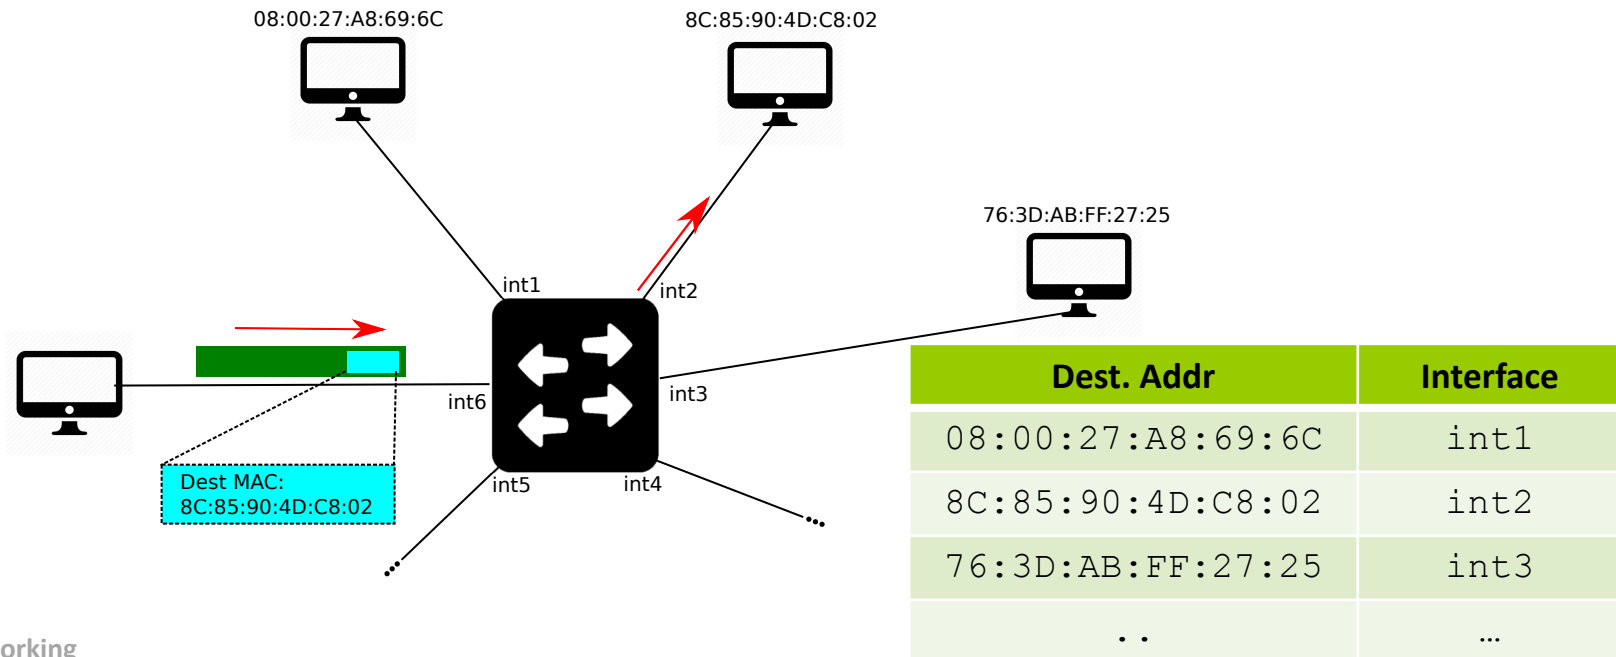 08:00:27:A8:69:6C
8C:85:90:4D:C8:02
76:3D:AB:FF:27:25
int1
int2
int3
int6
int5
int4
Dest MAC:
8C:85:90:4D:C8:02
Dest. Addr Interface
08:00:27:A8:69:6C int1
8C:85:90:4D:C8:02 int2
76:3D:AB:FF:27:25 int3
.. ...
orking